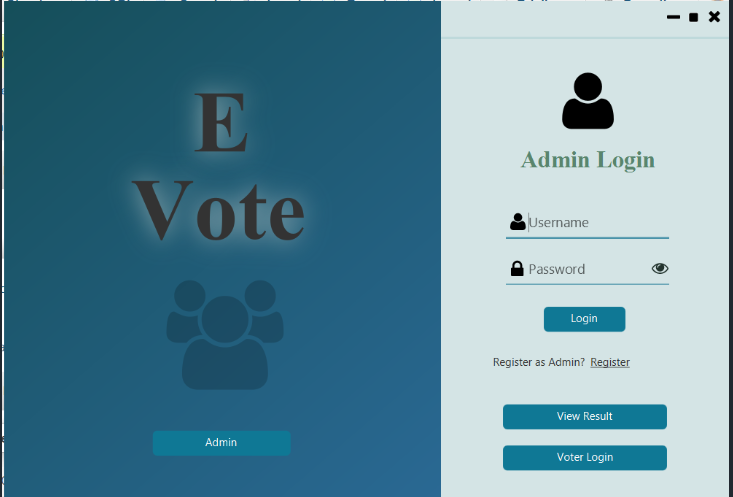 E
Vote
Admin
Admin Login
Username
Password
Login
Register as Admin? Register
View Result
Voter Login